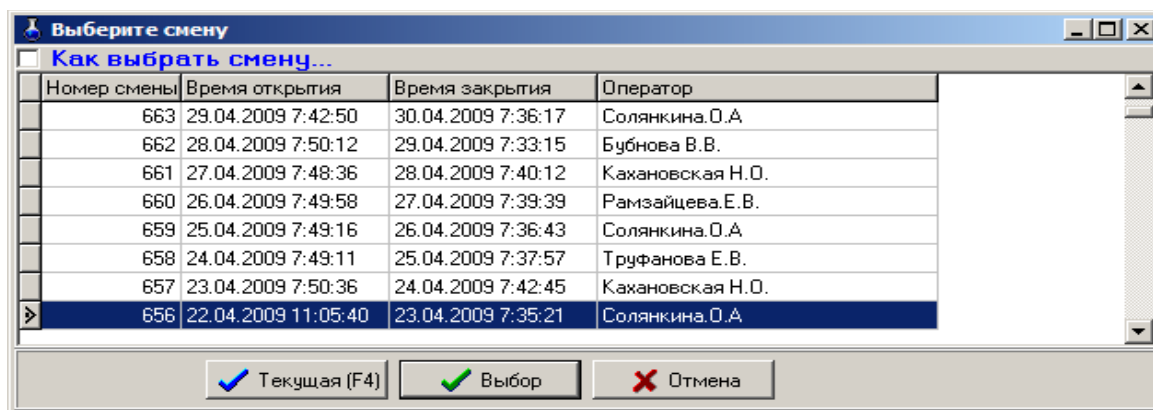 Выберите смену
Как выбрать смену...
Номер смены Время открытия Время закрытия Оператор
663 29.04.2009 7:42:50 30.04.2009 7:36:17 Солянкина.О.А
662 28.04.2009 7:50:12 29.04.2009 7:33:15 Бубнова В.В.
661 27.04.2009 7:48:36 28.04.2009 7:40:12 Кахановская Н.О.
660 26.04.2009 7:49:58 27.04.2009 7:39:39 Рамзайцева.Е.В.
659 25.04.2009 7:49:16 26.04.2009 7:36:43 Солянкина.О.А
658 24.04.2009 7:49:11 25.04.2009 7:37:57 Труфанова Е.В.
657 23.04.2009 7:50:36 24.04.2009 7:42:45 Кахановская Н.О.
656 22.04.2009 11:05:40 23.04.2009 7:35:21 Солянкина.О.А
Текущая (F4) Выбор Отмена